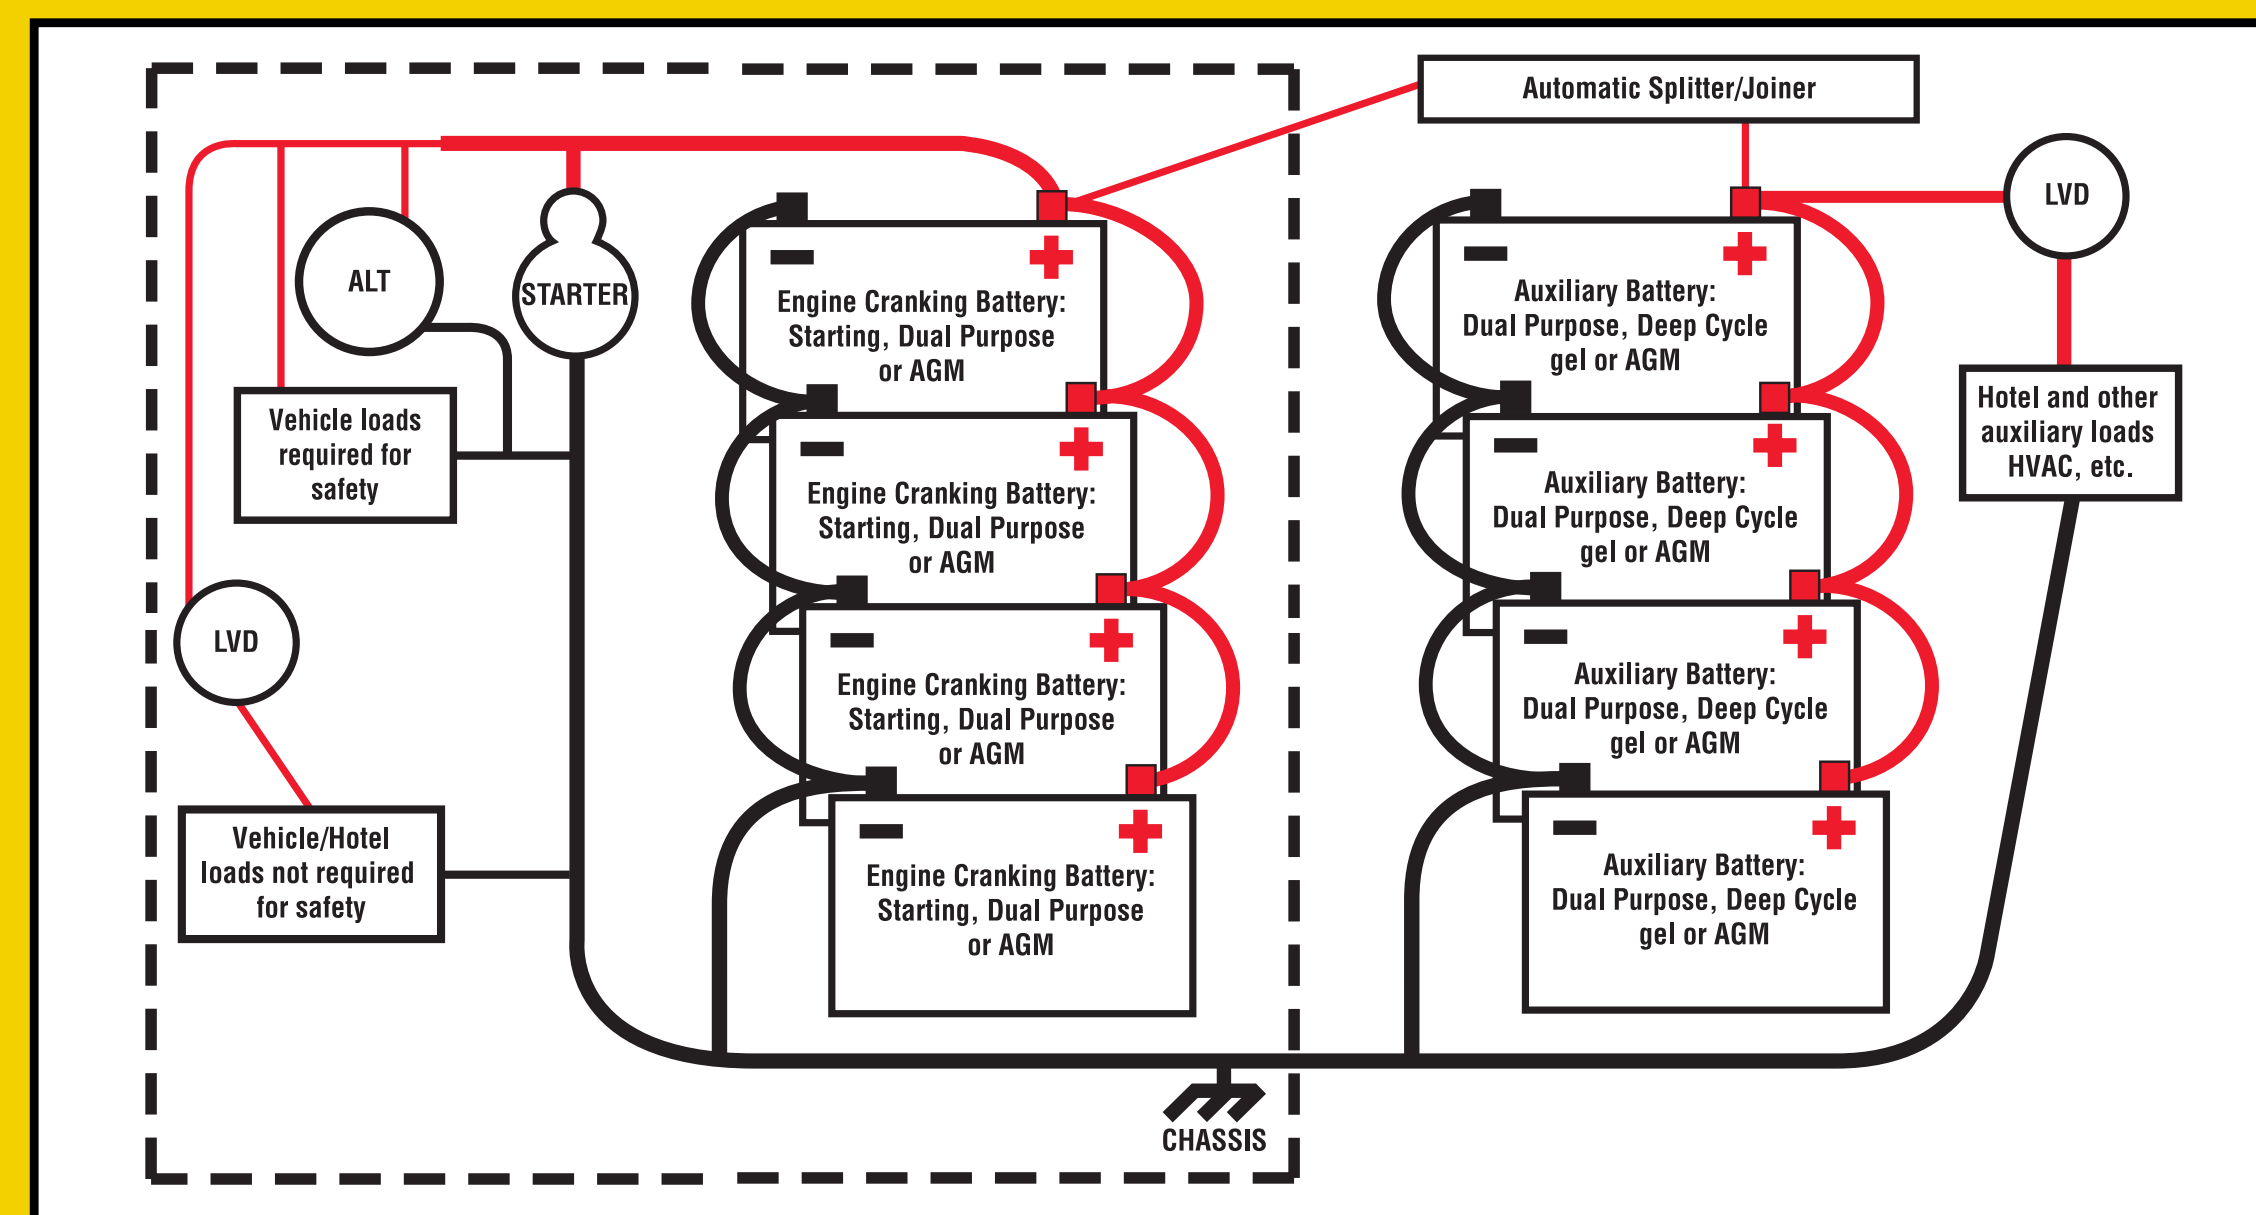 Automatic Splitter/Joiner
LVD
ALT
STARTER
Engine Cranking Battery:
Starting, Dual Purpose
or AGM
Auxiliary Battery:
Dual Purpose, Deep Cycle
gel or AGM
Vehicle loads
required for
safety
Hotel and other
auxiliary loads
HVAC, etc.
Engine Cranking Battery:
Starting, Dual Purpose
or AGM
Auxiliary Battery:
Dual Purpose, Deep Cycle
gel or AGM
LVD
Engine Cranking Battery:
Starting, Dual Purpose
or AGM
Auxiliary Battery:
Dual Purpose, Deep Cycle
gel or AGM
Vehicle/Hotel
loads not required
for safety
Engine Cranking Battery:
Starting, Dual Purpose
or AGM
Auxiliary Battery:
Dual Purpose, Deep Cycle
gel or AGM
CHASSIS